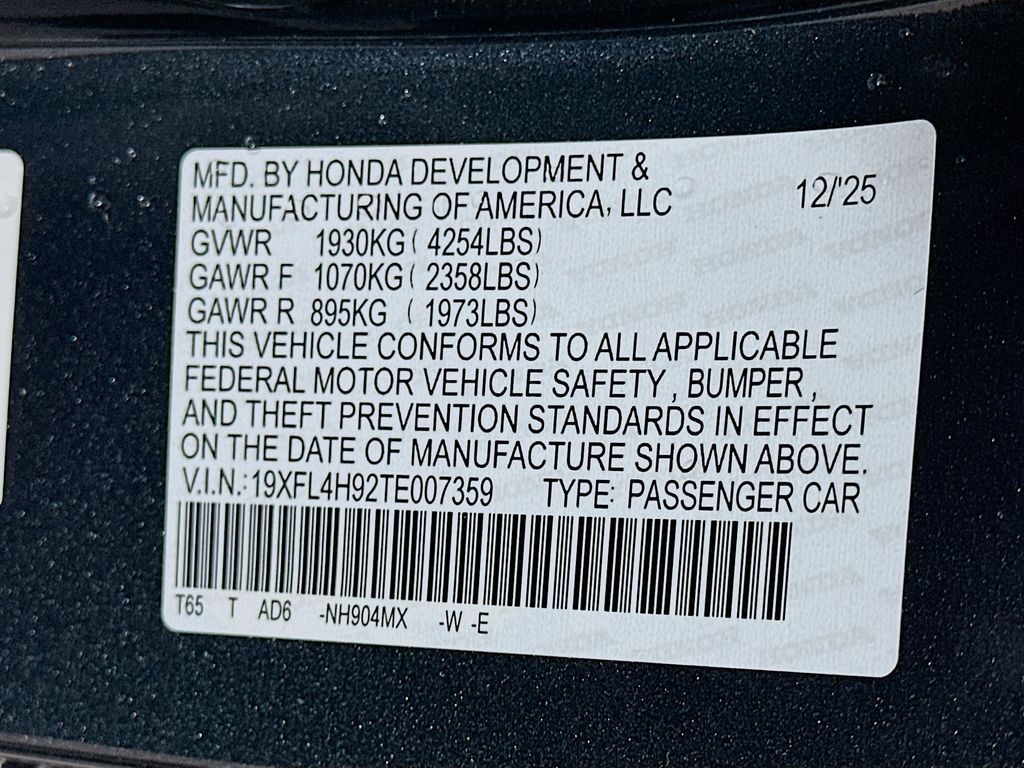 MFD. BY HONDA DEVELOPMENT &
MANUFACTURING OF AMERICA, LLC 12/'25
GVWR 1930KG ( 4254LBS)
GAWR F 1070KG ( 2358LBS)
GAWR R 895KG ( 1973LBS)
THIS VEHICLE CONFORMS TO ALL APPLICABLE
FEDERAL MOTOR VEHICLE SAFETY , BUMPER ,
AND THEFT PREVENTION STANDARDS IN EFFECT
ON THE DATE OF MANUFACTURE SHOWN ABOVE.
V.I.N.:19XFL4H92TE007359 TYPE: PASSENGER CAR
T65 T AD6 -NH904MX -W -E